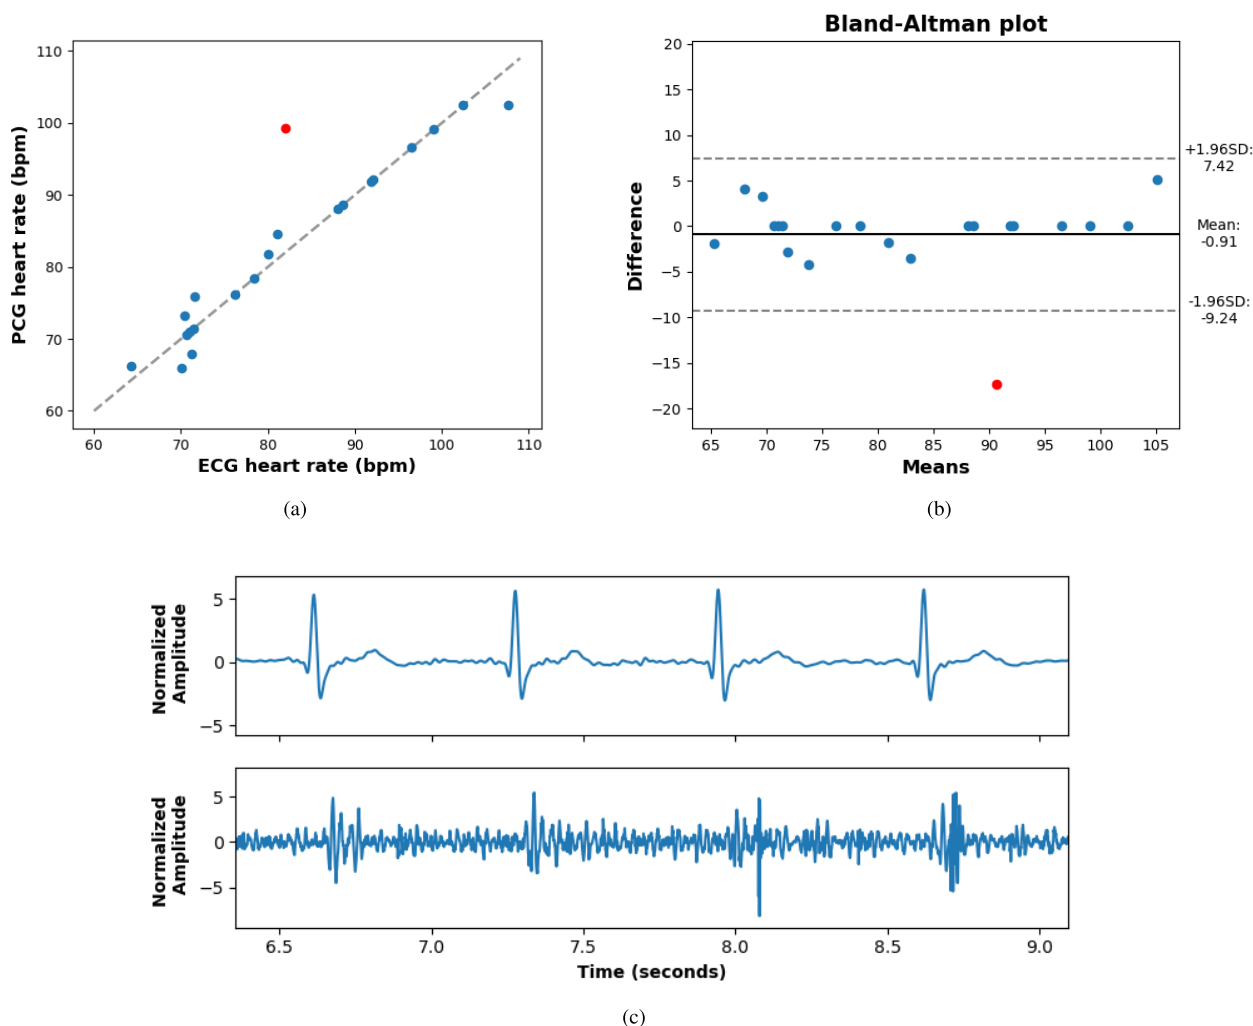 110
100
90
80
70
60
PCG heart rate (bpm)
60 70 80 90 100 110
ECG heart rate (bpm)
(a)
Bland-Altman plot
20
15
10
5
0
−5
−10
−15
−20
Difference
+1.96SD:
7.42
Mean:
-0.91
-1.96SD:
-9.24
65 70 75 80 85 90 95 100 105
Means
(b)
Normalized
Amplitude
5
0
−5
Normalized
Amplitude
5
0
−5
6.5 7.0 7.5 8.0 8.5 9.0
Time (seconds)
(c)